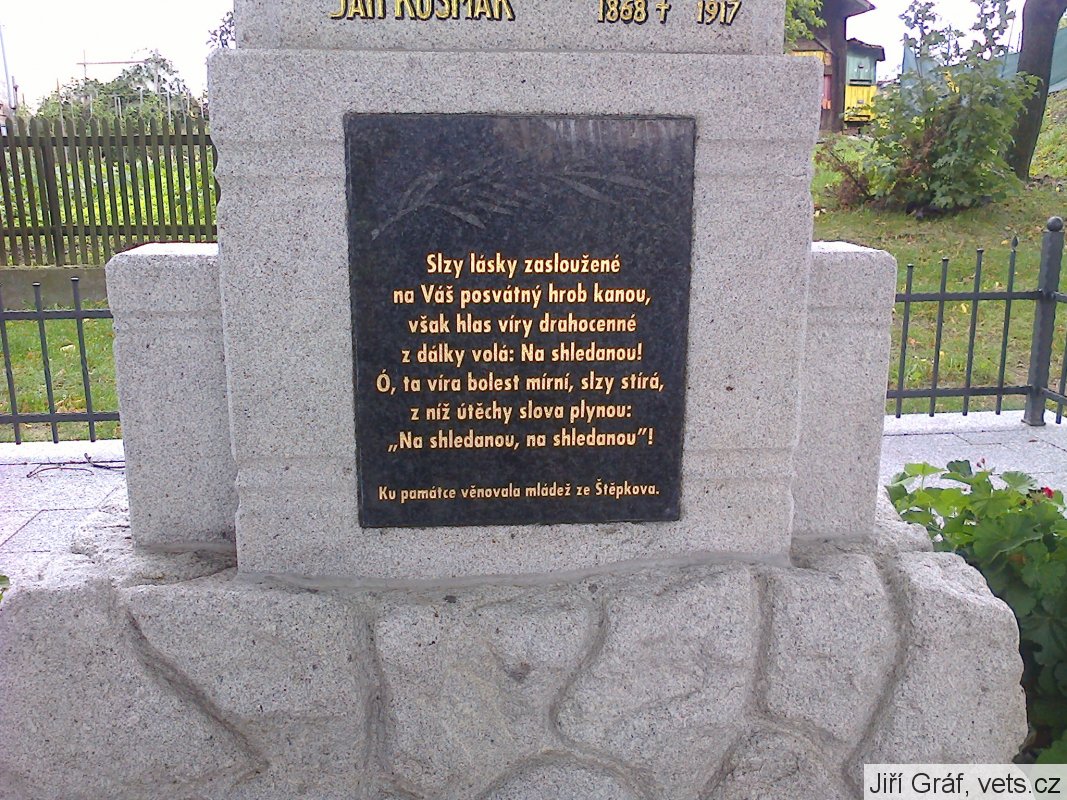 JAN KOSMÁK 1868 † 1917
Slzy lásky zasloužené
na Váš posvátný hrob kanou,
však hlas víry drahocenné
z dálky volá: Na shledanou!
Ó, ta víra bolest mírní, slzy stírá,
z níž útěchy slova plynou:
„Na shledanou, na shledanou”!
Ku památce věnovala mládež ze Štěpkova.
Jiří Gráf, vets.cz